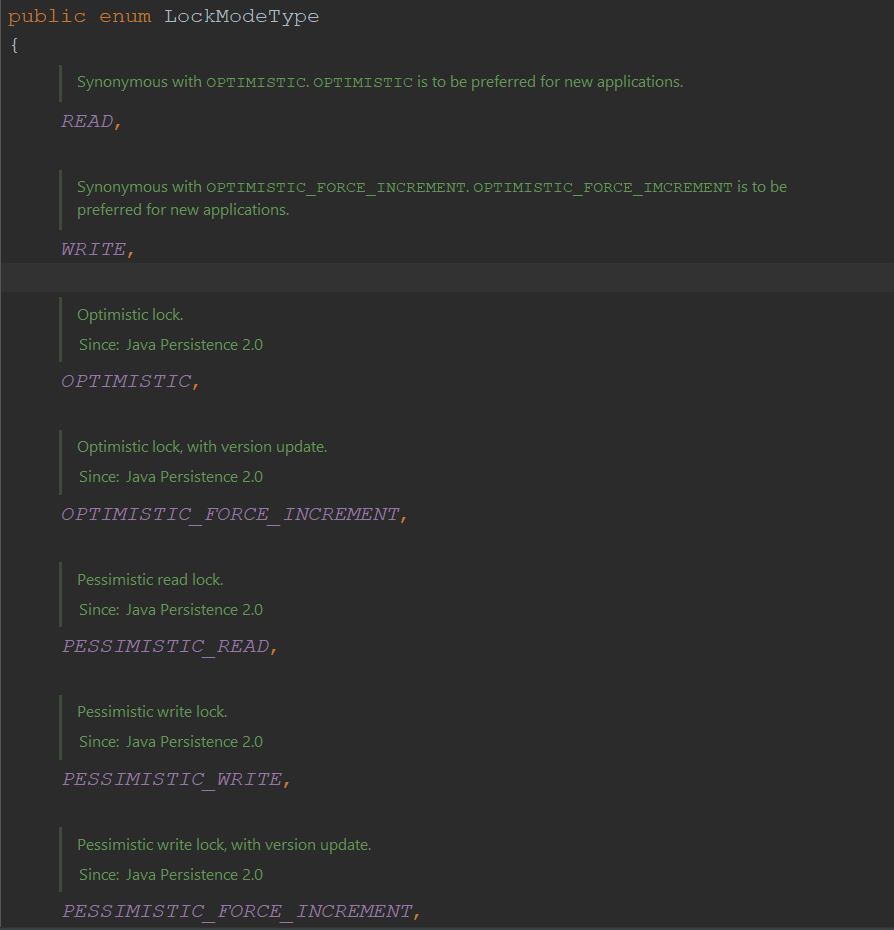 public enum LockModeType
{
Synonymous with OPTIMISTIC. OPTIMISTIC is to be preferred for new applications.
READ,
Synonymous with OPTIMISTIC_FORCE_INCREMENT. OPTIMISTIC_FORCE_IMCREMENT is to be
preferred for new applications.
WRITE,
Optimistic lock.
Since: Java Persistence 2.0
OPTIMISTIC,
Optimistic lock, with version update.
Since: Java Persistence 2.0
OPTIMISTIC_FORCE_INCREMENT,
Pessimistic read lock.
Since: Java Persistence 2.0
PESSIMISTIC_READ,
Pessimistic write lock.
Since: Java Persistence 2.0
PESSIMISTIC_WRITE,
Pessimistic write lock, with version update.
Since: Java Persistence 2.0
PESSIMISTIC_FORCE_INCREMENT,